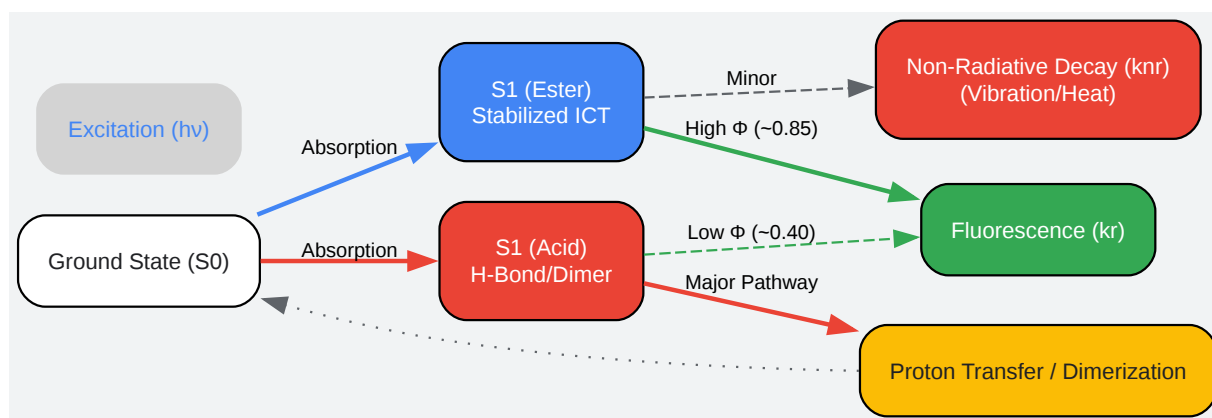 Excitation (hν)
Ground State (S0)
Absorption
Absorption
S1 (Ester)
Stabilized ICT
S1 (Acid)
H-Bond/Dimer
Minor
High Φ (~0.85)
Low Φ (~0.40)
Major Pathway
Non-Radiative Decay (knr)
(Vibration/Heat)
Fluorescence (kr)
Proton Transfer / Dimerization